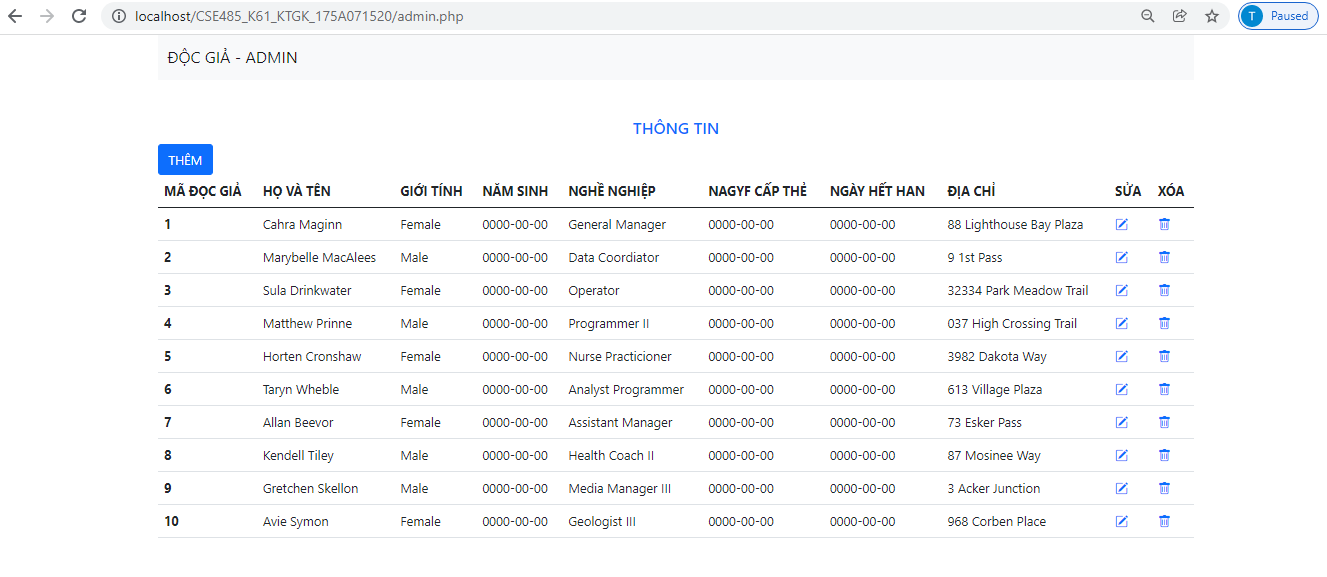 localhost/CSE485_K61_KTGK_175A071520/admin.php T Paused
ĐỘC GIẢ - ADMIN
THÔNG TIN
THÊM
MÃ ĐỌC GIẢ HỌ VÀ TÊN GIỚI TÍNH NĂM SINH NGHỀ NGHIỆP NAGYF CẤP THẺ NGÀY HẾT HAN ĐỊA CHỈ SỬA XÓA
1 Cahra Maginn Female 0000-00-00 General Manager 0000-00-00 0000-00-00 88 Lighthouse Bay Plaza
2 Marybelle MacAlees Male 0000-00-00 Data Coordiator 0000-00-00 0000-00-00 9 1st Pass
3 Sula Drinkwater Female 0000-00-00 Operator 0000-00-00 0000-00-00 32334 Park Meadow Trail
4 Matthew Prinne Male 0000-00-00 Programmer II 0000-00-00 0000-00-00 037 High Crossing Trail
5 Horten Cronshaw Female 0000-00-00 Nurse Practicioner 0000-00-00 0000-00-00 3982 Dakota Way
6 Taryn Wheble Male 0000-00-00 Analyst Programmer 0000-00-00 0000-00-00 613 Village Plaza
7 Allan Beevor Female 0000-00-00 Assistant Manager 0000-00-00 0000-00-00 73 Esker Pass
8 Kendell Tiley Male 0000-00-00 Health Coach II 0000-00-00 0000-00-00 87 Mosinee Way
9 Gretchen Skellon Male 0000-00-00 Media Manager III 0000-00-00 0000-00-00 3 Acker Junction
10 Avie Symon Female 0000-00-00 Geologist III 0000-00-00 0000-00-00 968 Corben Place